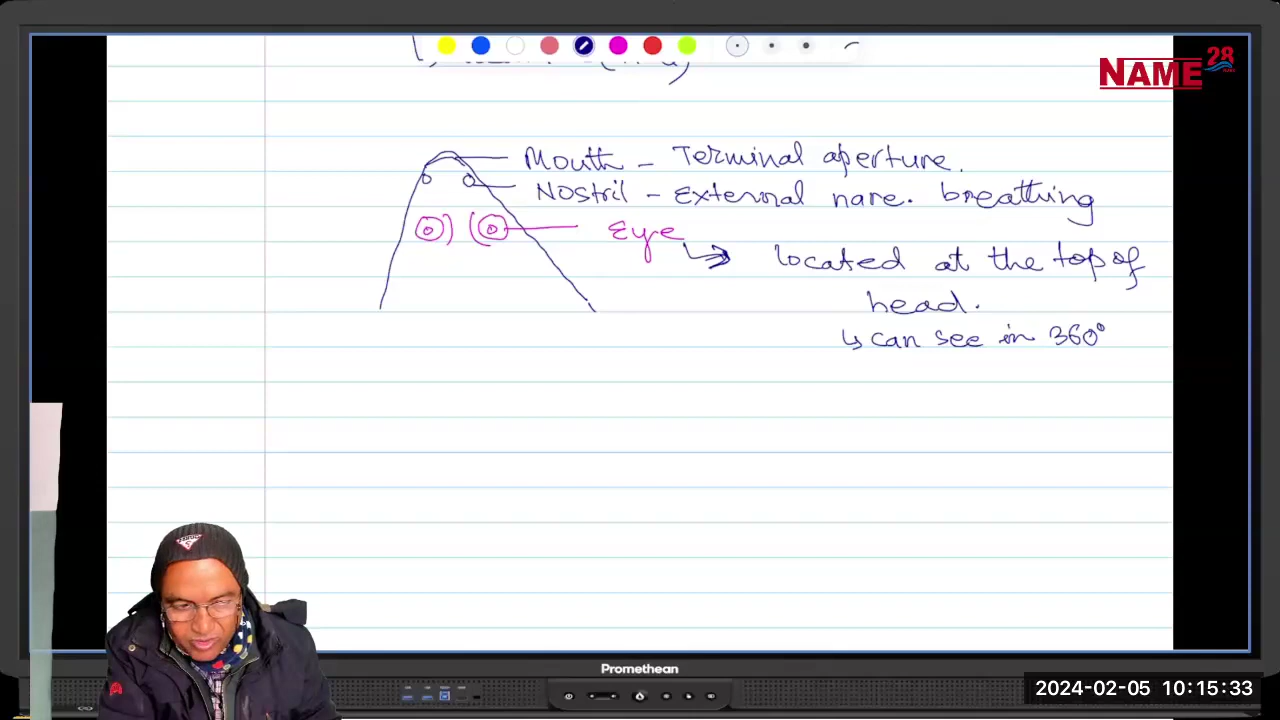 NAME 28
Mouth - Terminal aperture.
Nostril - External nare. breathing
Eye
↳ located at the top of
head.
↳ can see in 360°
Promethean
2024-02-05 10:15:33